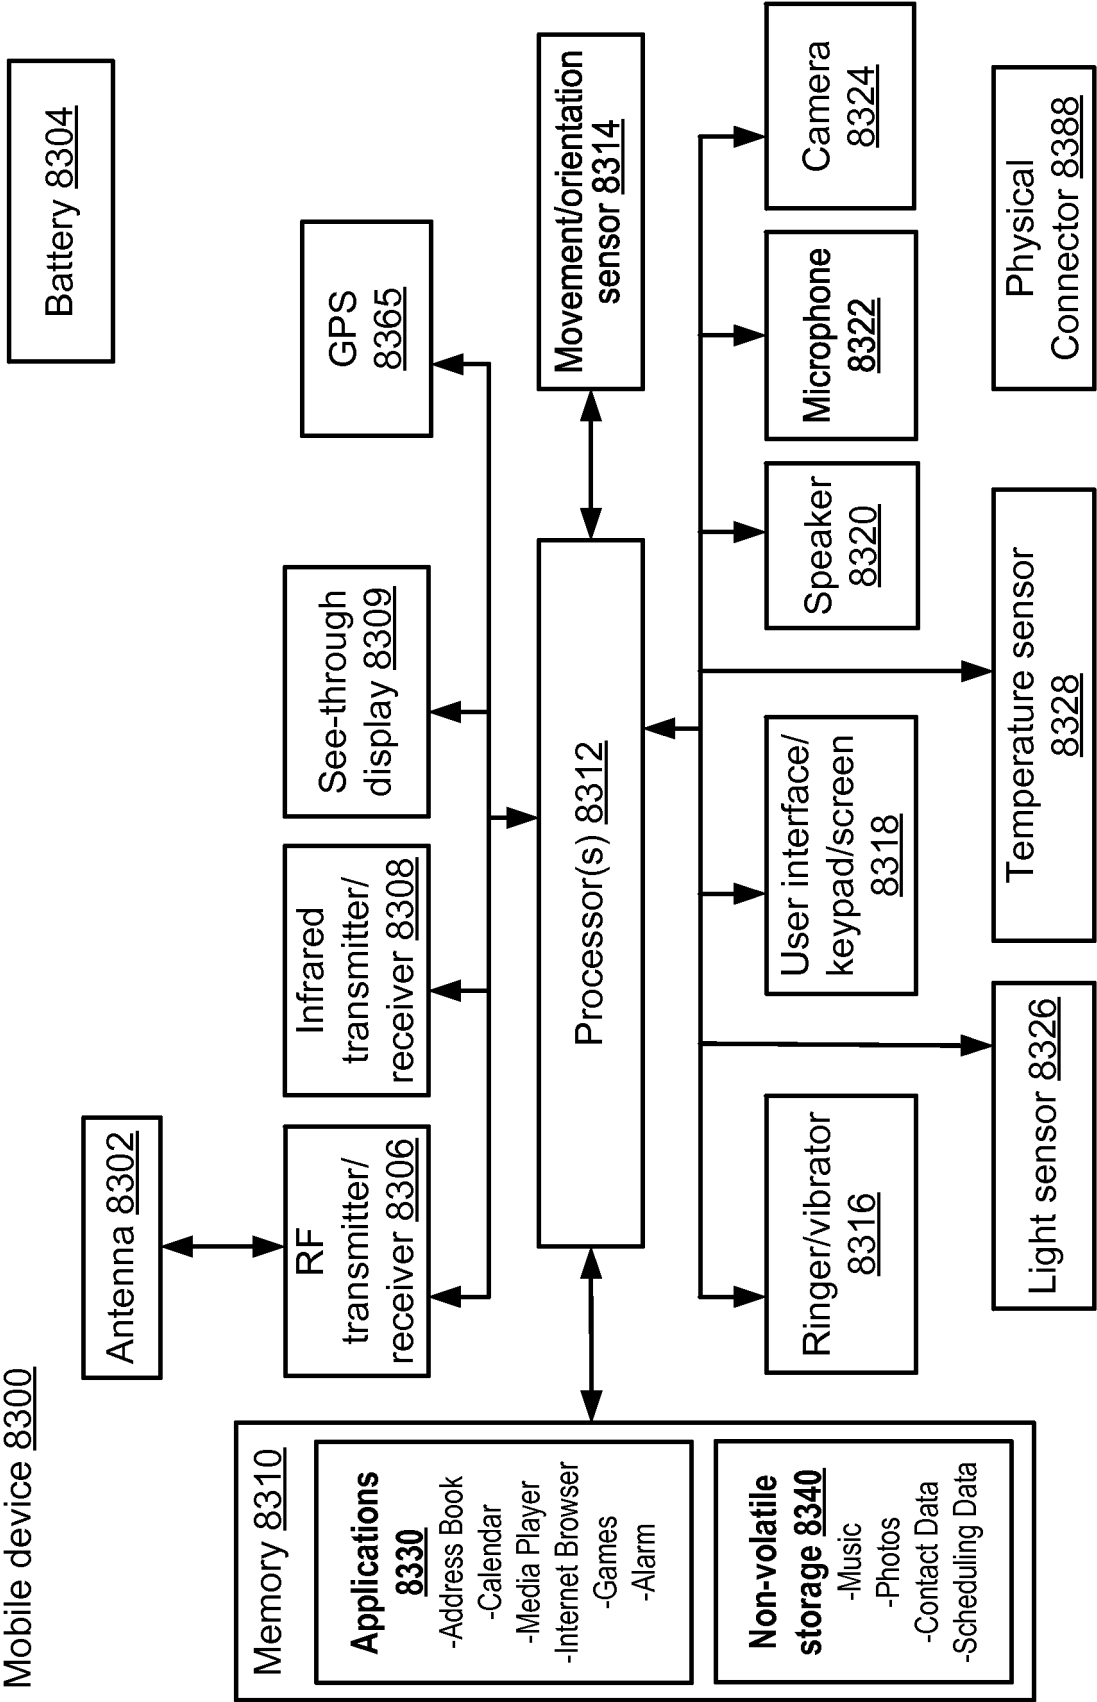 Mobile device 8300
Antenna 8302
Battery 8304
RF
transmitter/
receiver 8306
Infrared
transmitter/
receiver 8308
See-through
display 8309
GPS
8365
Memory 8310
Applications
8330
-Address Book
-Calendar
-Media Player
-Internet Browser
-Games
-Alarm
Non-volatile
storage 8340
-Music
-Photos
-Contact Data
-Scheduling Data
Processor(s) 8312
Movement/orientation
sensor 8314
Ringer/vibrator
8316
User interface/
keypad/screen
8318
Speaker
8320
Microphone
8322
Camera
8324
Light sensor 8326
Temperature sensor
8328
Physical
Connector 8388